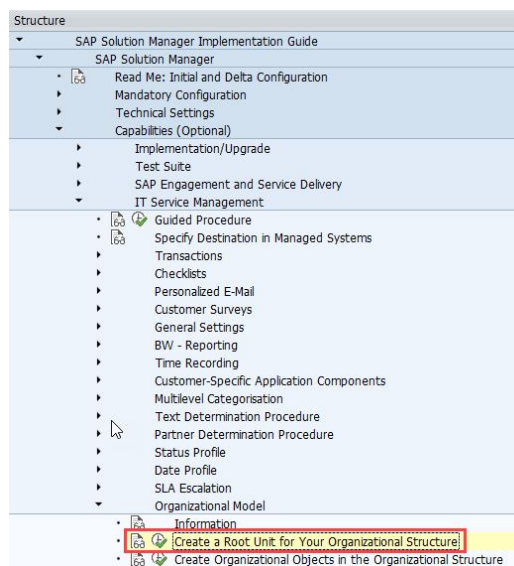 Structure
SAP Solution Manager Implementation Guide
SAP Solution Manager
Read Me: Initial and Delta Configuration
Mandatory Configuration
Technical Settings
Capabilities (Optional)
Implementation/Upgrade
Test Suite
SAP Engagement and Service Delivery
IT Service Management
Guided Procedure
Specify Destination in Managed Systems
Transactions
Checklists
Personalized E-Mail
Customer Surveys
General Settings
BW - Reporting
Time Recording
Customer-Specific Application Components
Multilevel Categorisation
Text Determination Procedure
Partner Determination Procedure
Status Profile
Date Profile
SLA Escalation
Organizational Model
Information
Create a Root Unit for Your Organizational Structure
Create Organizational Objects in the Organizational Structure